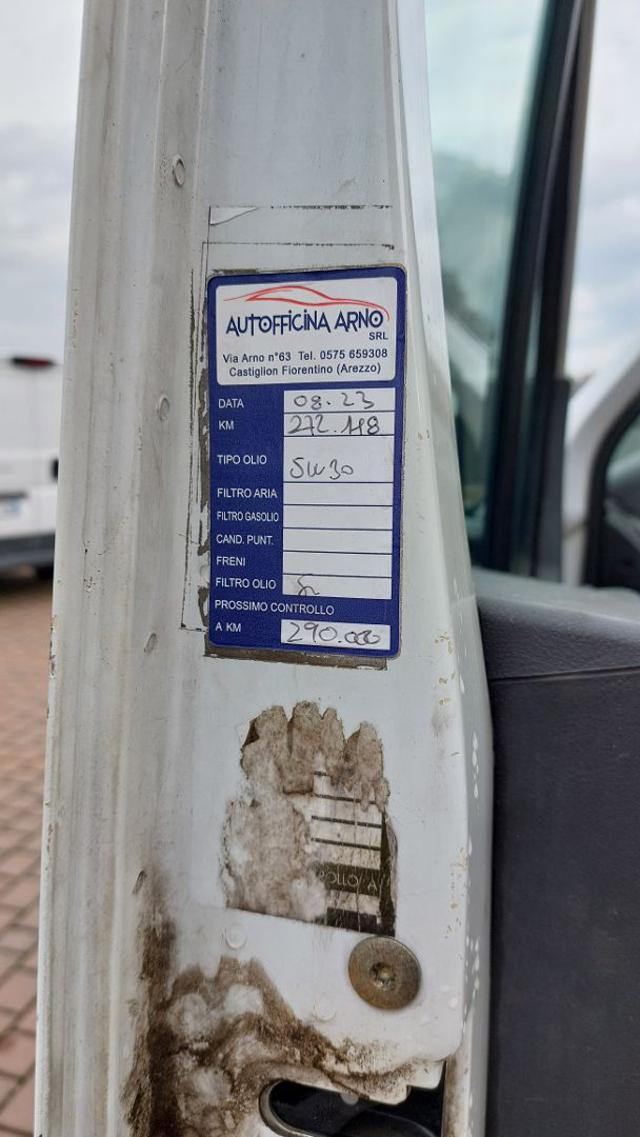 AUTOFFICINA ARNO
SRL
Via Arno n°63 Tel. 0575 659308
Castiglion Fiorentino (Arezzo)
DATA 08.23
KM 272.118
TIPO OLIO 5W30
FILTRO ARIA
FILTRO GASOLIO
CAND. PUNT.
FRENI
FILTRO OLIO
PROSSIMO CONTROLLO
A KM 290.000